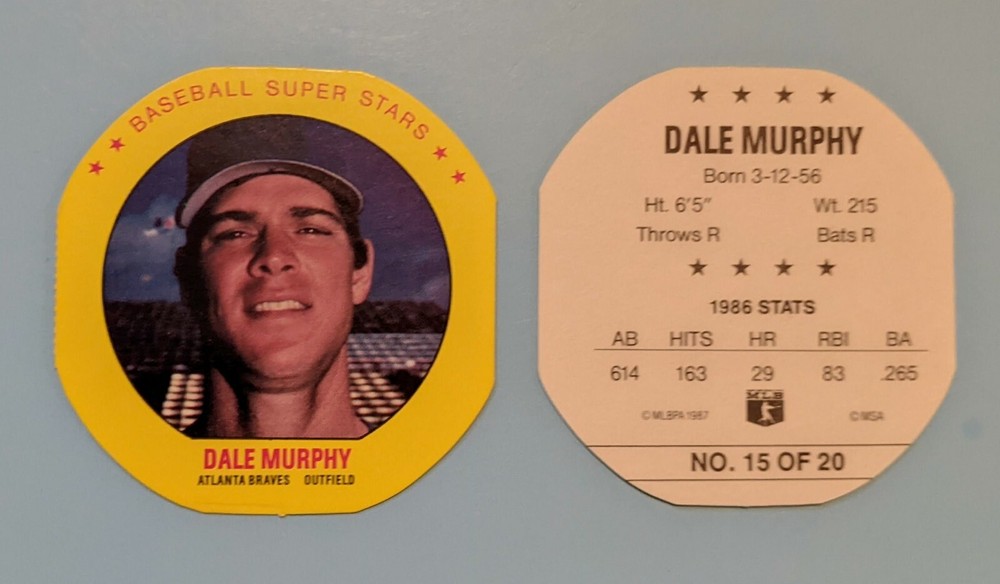 ★ ★ BASEBALL SUPER STARS ★ ★
DALE MURPHY
ATLANTA BRAVES OUTFIELD
★ ★ ★ ★
DALE MURPHY
Born 3-12-56
Ht. 6'5" Wt. 215
Throws R Bats R
★ ★ ★ ★
1986 STATS
AB HITS HR RBI BA
614 163 29 83 .265
MLB
© MLBPA 1987 © MSA
NO. 15 OF 20